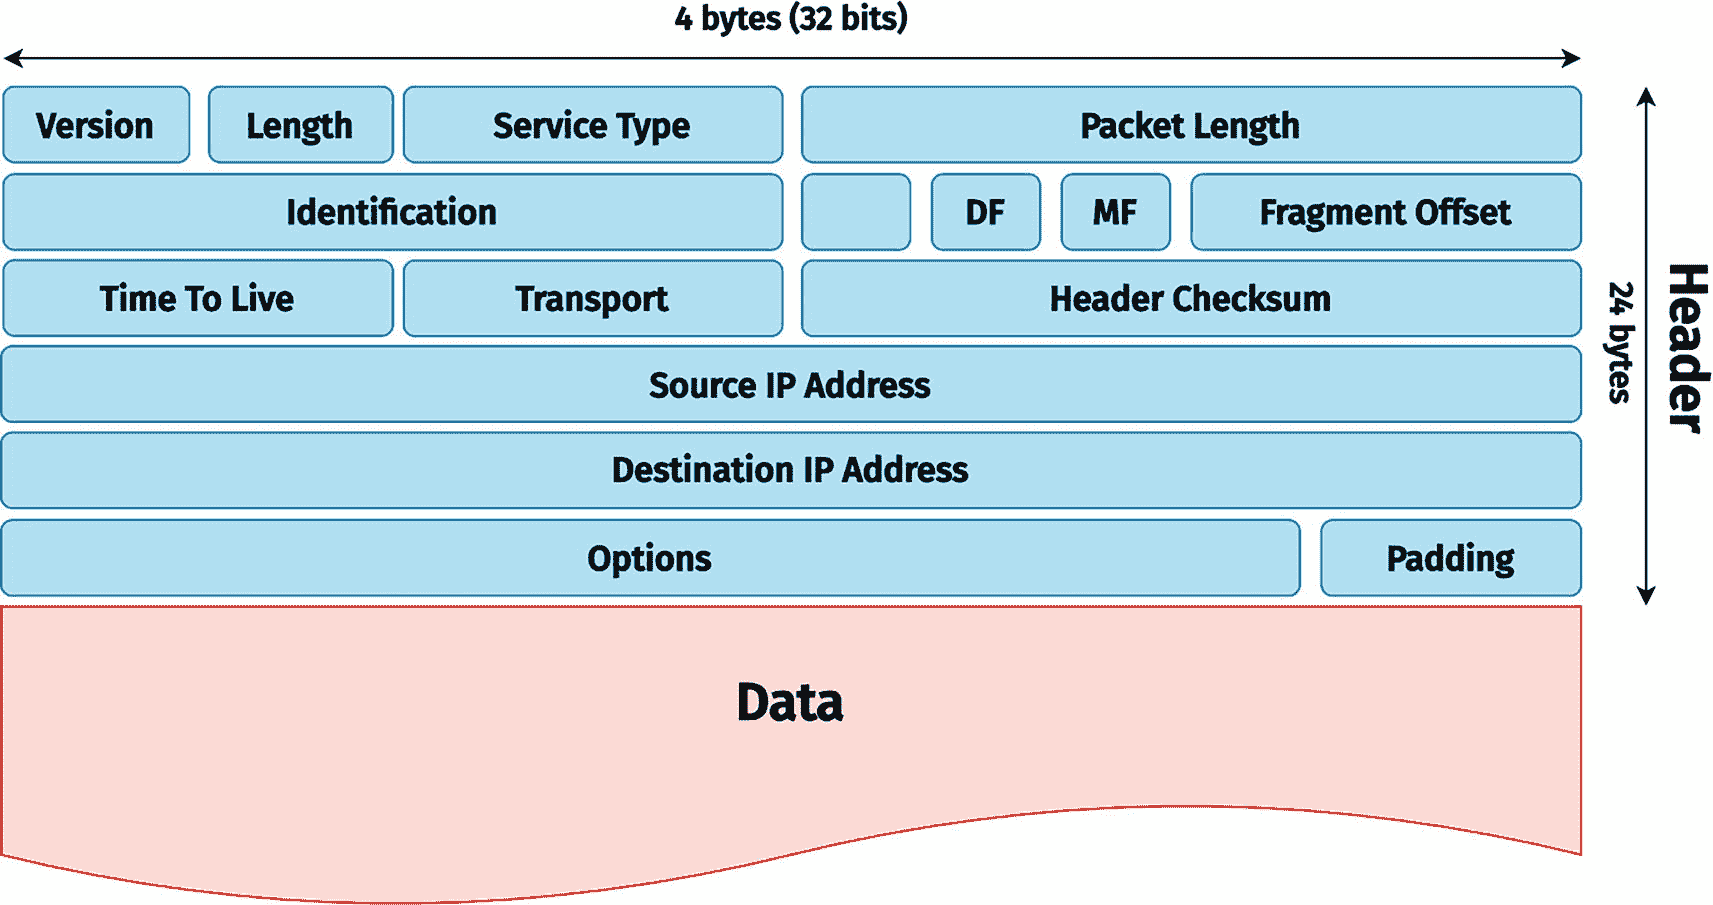 4 bytes (32 bits)
Version Length Service Type Packet Length
Identification DF MF Fragment Offset
Time To Live Transport Header Checksum
Source IP Address
Destination IP Address
Options Padding
24 bytes
Header
Data